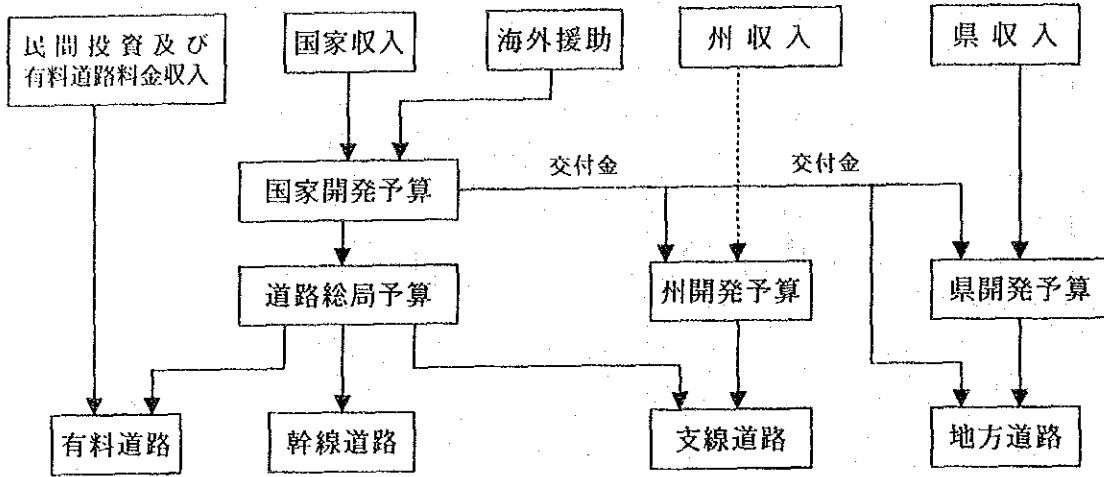 民間投資及び
有料道路料金収入
国家収入
海外援助
州収入
県収入
交付金
交付金
国家開発予算
道路総局予算
州開発予算
県開発予算
有料道路
幹線道路
支線道路
地方道路